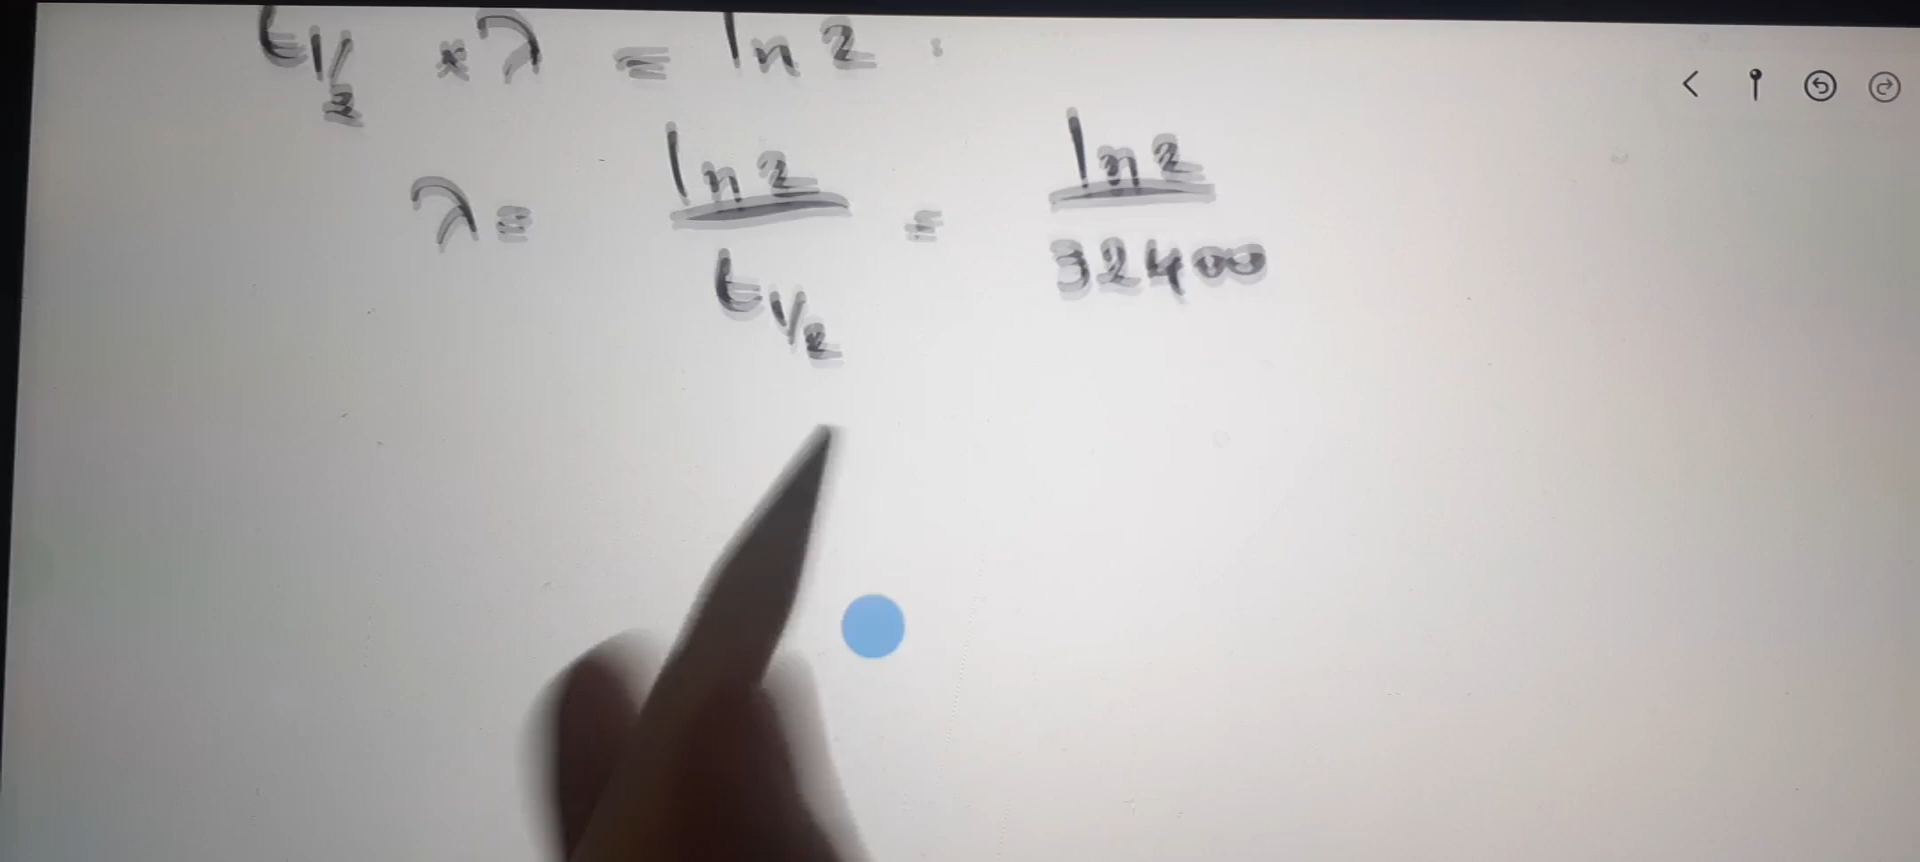 t1/2 * λ = ln 2 .
λ = ln 2 / t1/2 = ln 2 / 32400